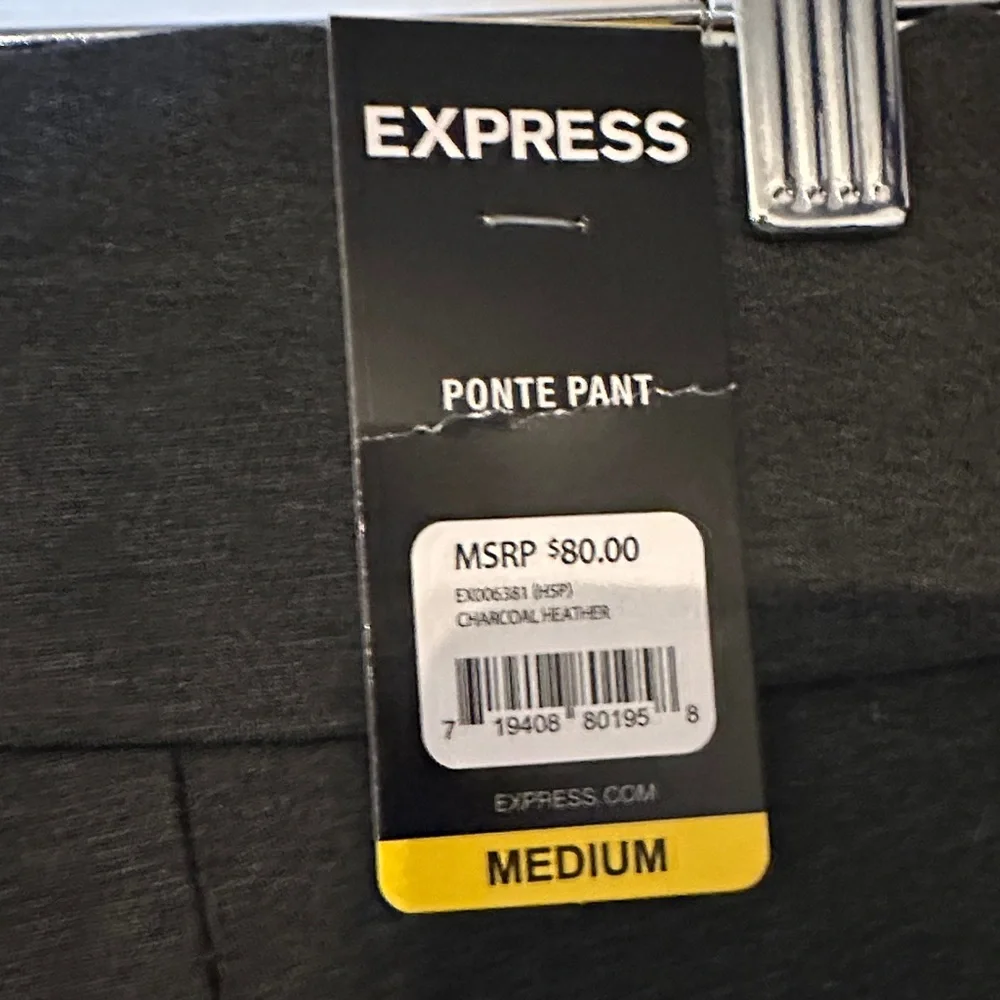 EXPRESS
PONTE PANT
MSRP $80.00
EX006381 (HSP)
CHARCOAL HEATHER
7 19408 80195 8
EXPRESS.COM
MEDIUM